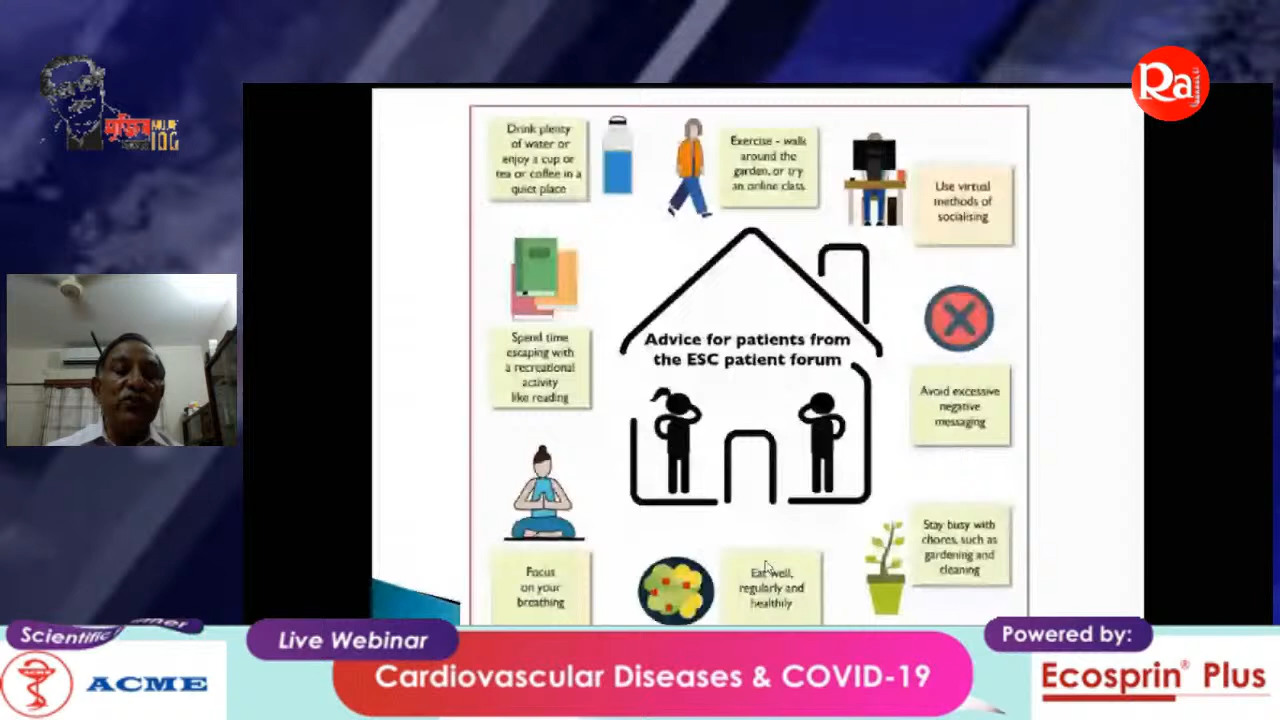 মুজিব
100
Ra
Drink plenty
of water or
enjoy a cup or
tea or coffee in a
quiet place
Exercise - walk
around the
garden, or try
an online class
Use virtual
methods of
socialising
Spend time
escaping with
a recreational
activity
like reading
Advice for patients from
the ESC patient forum
Avoid excessive
negative
messaging
Focus
on your
breathing
Eat well,
regularly and
healthily
Stay busy with
chores, such as
gardening and
cleaning
Scientific
Live Webinar
Powered by:
ACME
Cardiovascular Diseases & COVID-19
Ecosprin® Plus